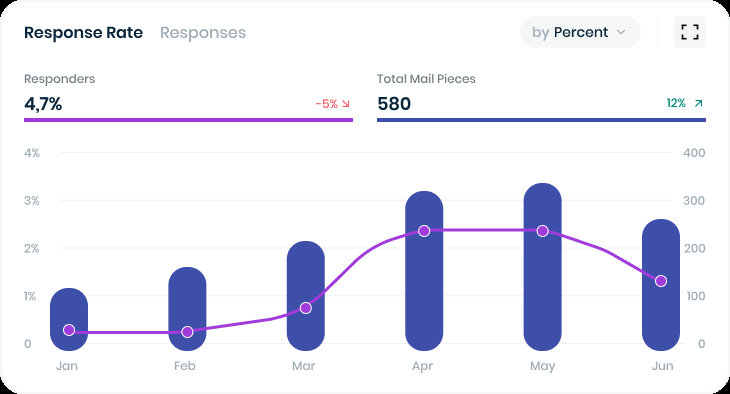 Response Rate Responses by Percent
Responders Total Mail Pieces
4,7% -5% 580 12%
4% 400
3% 300
2% 200
1% 100
0 0
Jan Feb Mar Apr May Jun